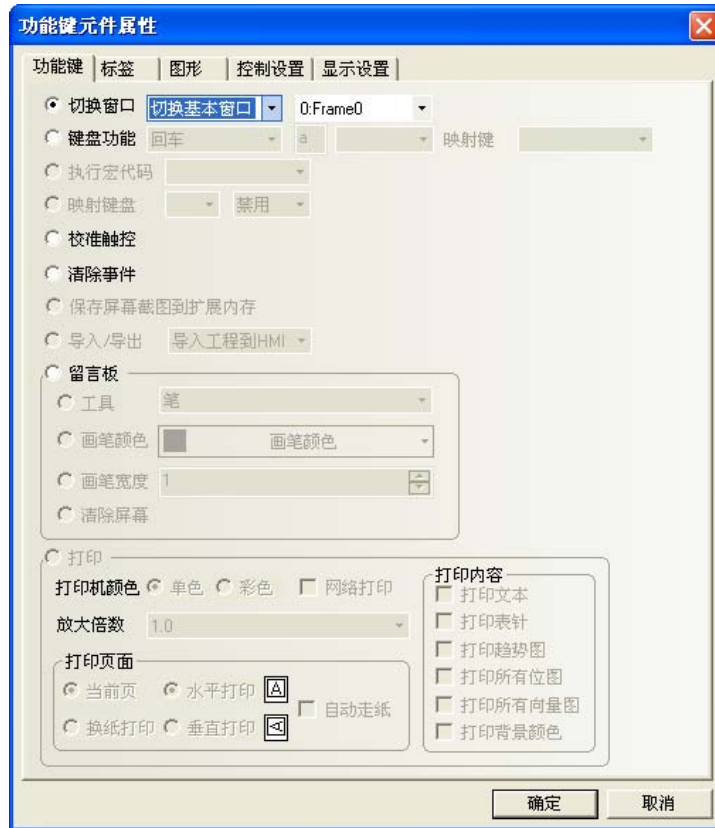 功能键元件属性
功能键 标签 图形 控制设置 显示设置
切换窗口 切换基本窗口 0:Frame0
键盘功能 回车 a 映射键
执行宏代码
映射键盘 禁用
校准触控
清除事件
保存屏幕截图到扩展内存
导入/导出 导入工程到HMI
留言板
工具 笔
画笔颜色 画笔颜色
画笔宽度 1
清除屏幕
打印
打印机颜色 单色 彩色 网络打印
放大倍数 1.0
打印页面
当前页 水平打印 A
换纸打印 垂直打印 A
自动走纸
打印内容
打印文本
打印表针
打印趋势图
打印所有位图
打印所有向量图
打印背景颜色
确定 取消